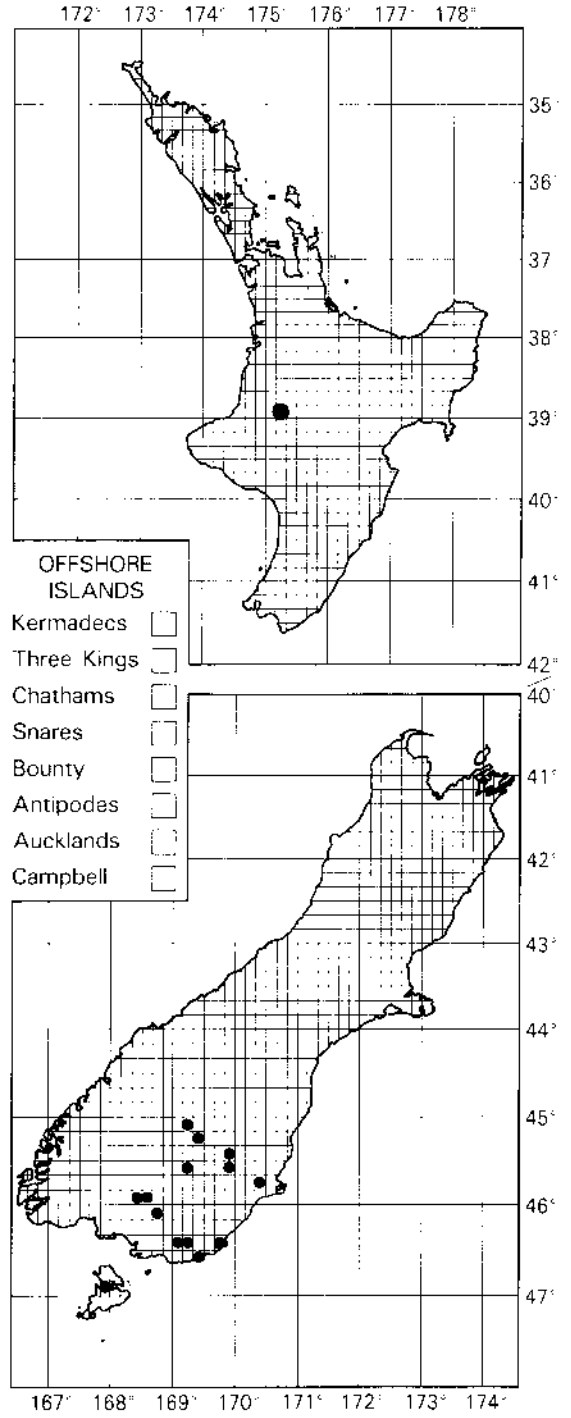 172° 173° 174° 175° 176° 177° 178°
35°
36°
37°
38°
39°
40°
41°
42°
OFFSHORE
ISLANDS
Kermadecs
Three Kings
Chathams
Snares
Bounty
Antipodes
Aucklands
Campbell
40°
41°
42°
43°
44°
45°
46°
47°
167° 168° 169° 170° 171° 172° 173° 174°